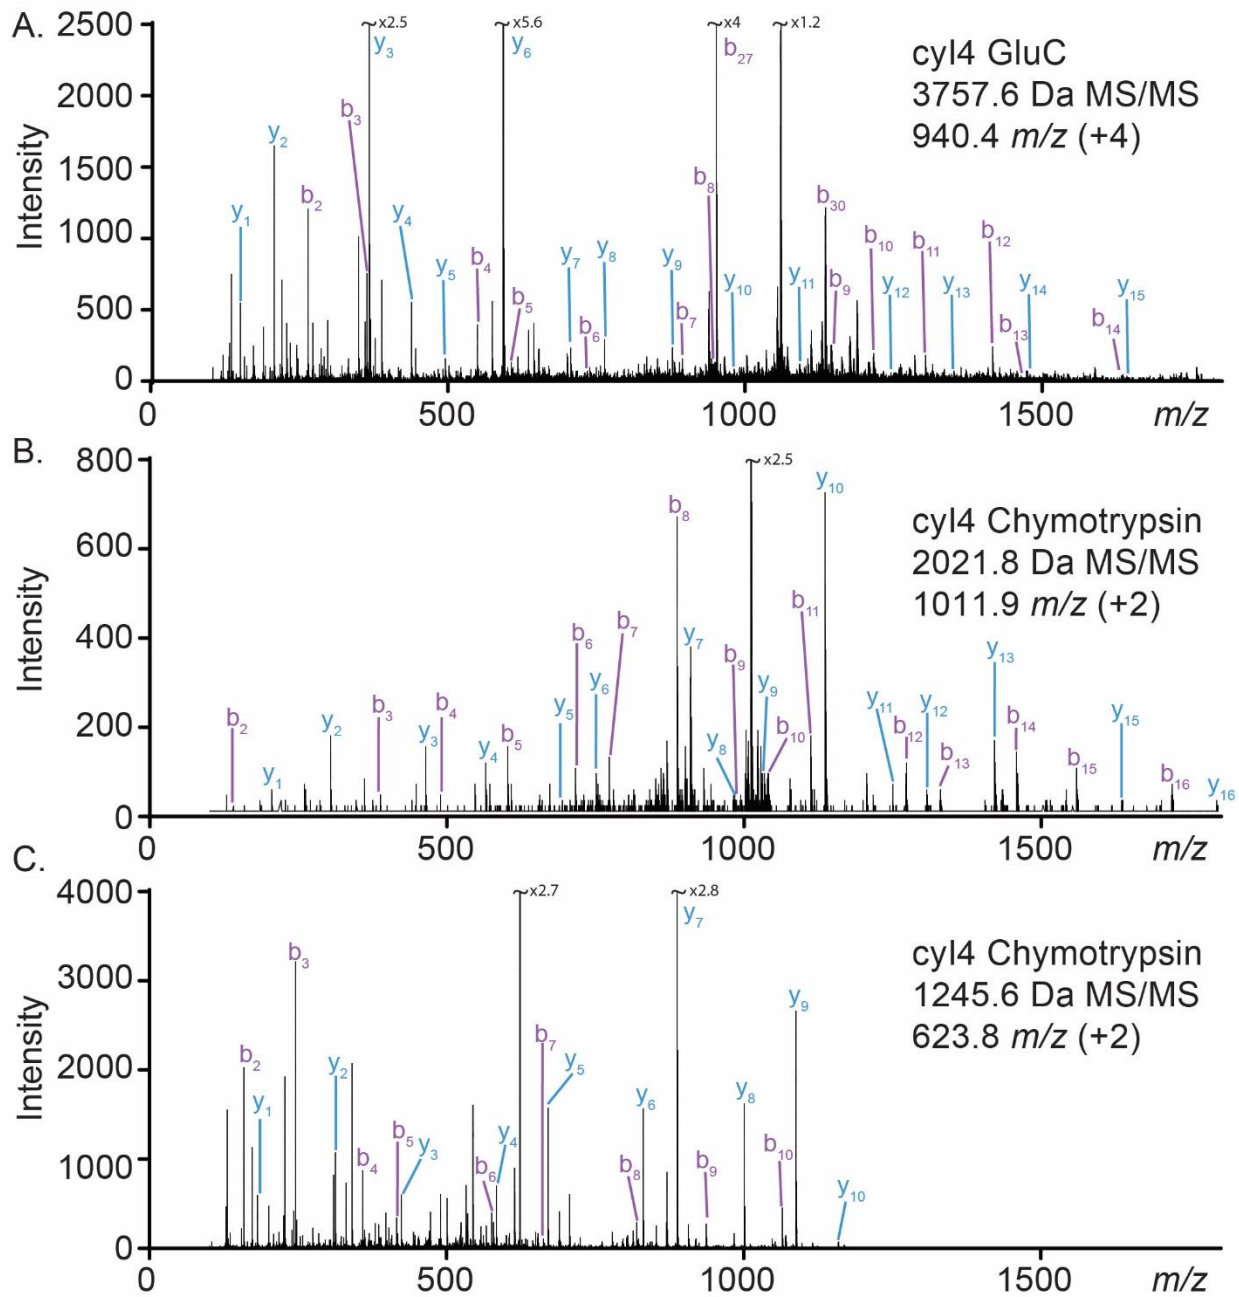 A.
2500
2000
1500
1000
500
0
Intensity
~x2.5
~x5.6
~x4
~x1.2
y1
y2
b2
b3
y3
y4
y5
b4
y6
b5
y7
b6
y8
y9
b7
b8
b27
y10
y11
b30
b9
b10
y12
b11
y13
b12
b13
y14
b14
y15
cyl4 GluC
3757.6 Da MS/MS
940.4 m/z (+4)
0
500
1000
1500
m/z
B.
800
600
400
200
0
Intensity
~x2.5
b2
y1
y2
b3
y3
b4
y4
b5
y5
b6
y6
b7
b8
y7
y8
b9
y9
b10
b11
y10
y11
b12
y12
b13
y13
b14
b15
y15
b16
y16
cyl4 Chymotrypsin
2021.8 Da MS/MS
1011.9 m/z (+2)
0
500
1000
1500
m/z
C.
4000
3000
2000
1000
0
Intensity
~x2.7
~x2.8
b2
y1
b3
y2
b4
b5
y3
b6
y4
b7
y5
b8
y6
y7
b9
y8
b10
y9
y10
cyl4 Chymotrypsin
1245.6 Da MS/MS
623.8 m/z (+2)
0
500
1000
1500
m/z